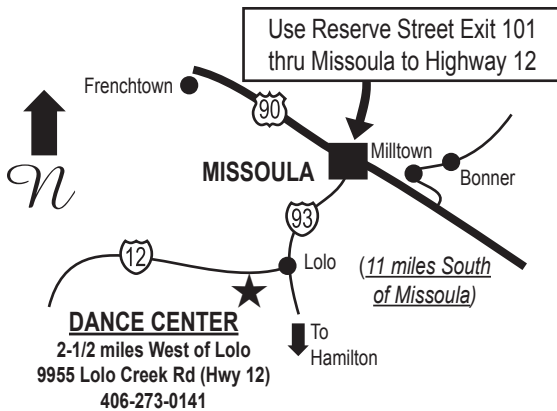 Use Reserve Street Exit 101
thru Missoula to Highway 12
Frenchtown
90
N
MISSOULA
Milltown
Bonner
93
12
Lolo
(11 miles South
of Missoula)
DANCE CENTER
2-1/2 miles West of Lolo
9955 Lolo Creek Rd (Hwy 12)
406-273-0141
To
Hamilton